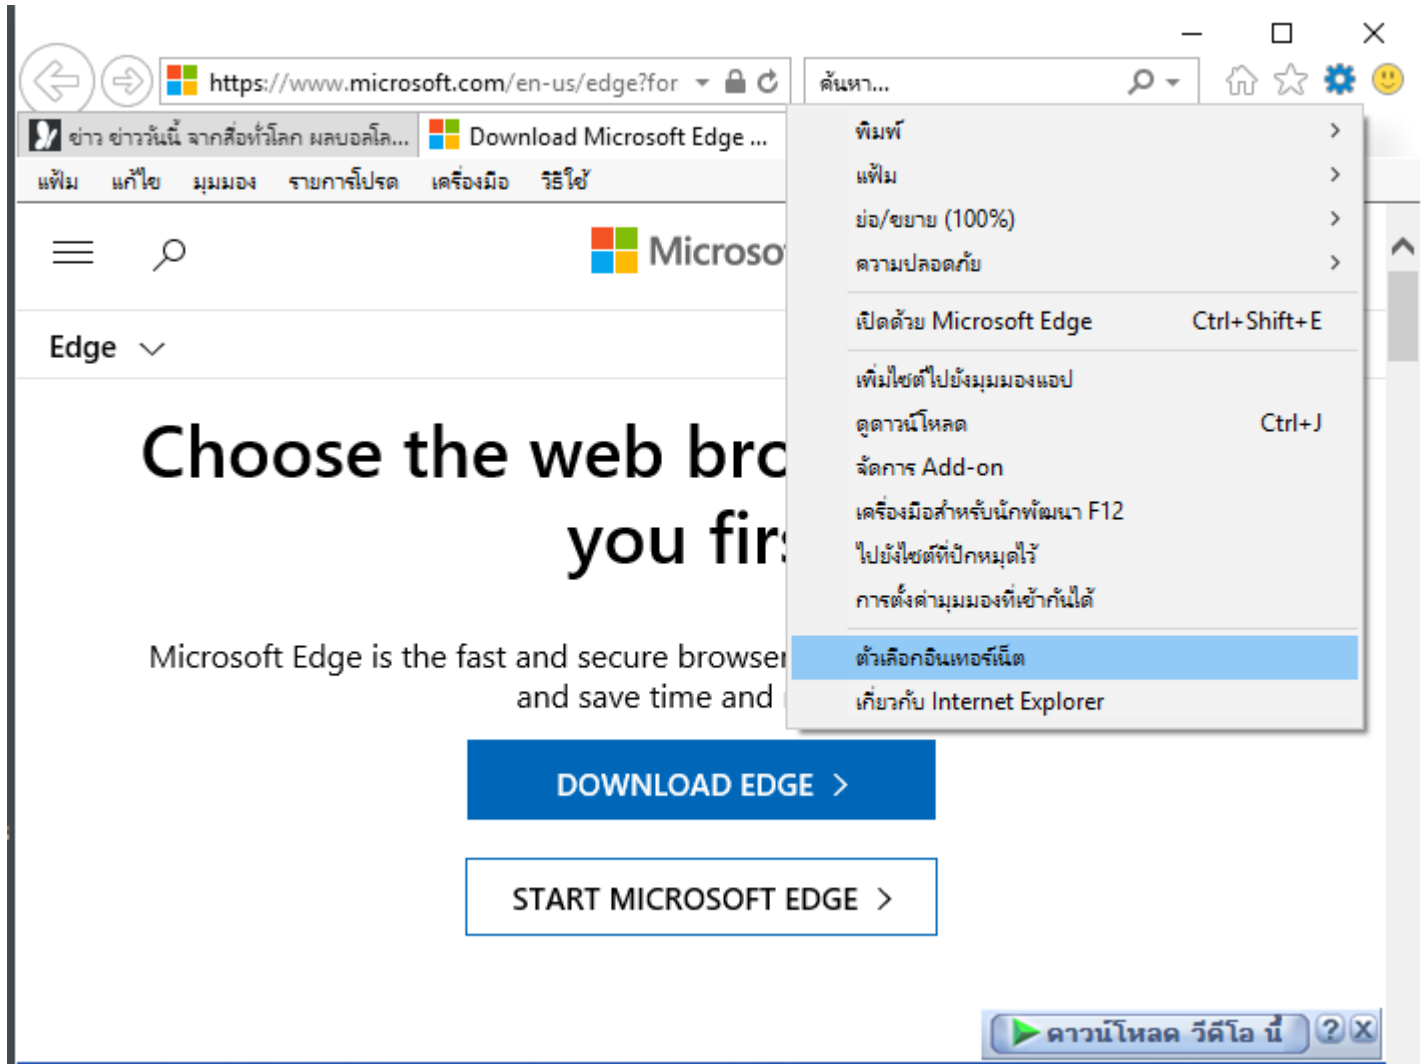 https://www.microsoft.com/en-us/edge?for
ค้นหา...
ข่าว ข่าววันนี้ จากสื่อทั่วโลก ผลบอลโล...
Download Microsoft Edge ...
แฟ้ม แก้ไข มุมมอง รายการโปรด เครื่องมือ วิธีใช้
Microso
Edge
Choose the web bro
you fir
Microsoft Edge is the fast and secure browser
and save time and
DOWNLOAD EDGE >
START MICROSOFT EDGE >
พิมพ์
แฟ้ม
ย่อ/ขยาย (100%)
ความปลอดภัย
เปิดด้วย Microsoft Edge Ctrl+Shift+E
เพิ่มไซต์ไปยังมุมมองแอป
ดูดาวน์โหลด Ctrl+J
จัดการ Add-on
เครื่องมือสำหรับนักพัฒนา F12
ไปยังไซต์ที่ปักหมุดไว้
การตั้งค่ามุมมองที่เข้ากันได้
ตัวเลือกอินเทอร์เน็ต
เกี่ยวกับ Internet Explorer
ดาวน์โหลด วีดีโอ นี้ ? X